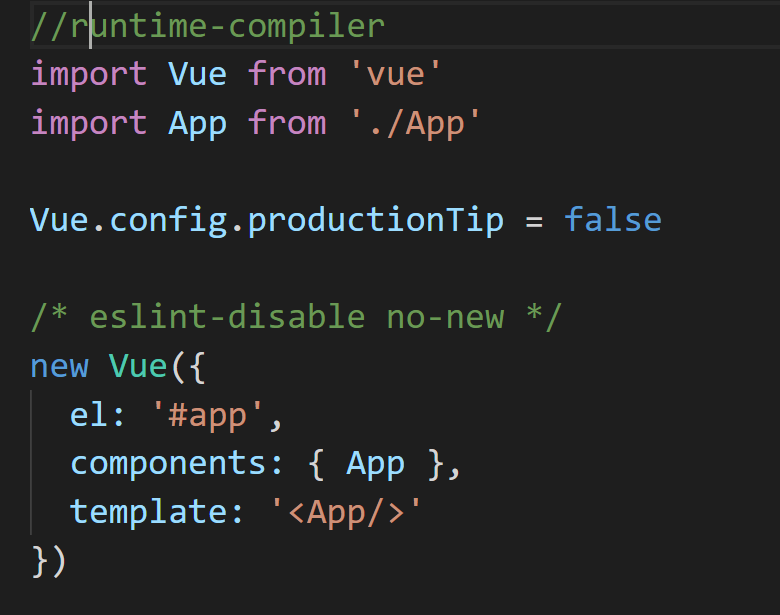 //runtime-compiler
import Vue from 'vue'
import App from './App'
Vue.config.productionTip = false
/* eslint-disable no-new */
new Vue({
  el: '#app',
  components: { App },
  template: '<App/>'
})